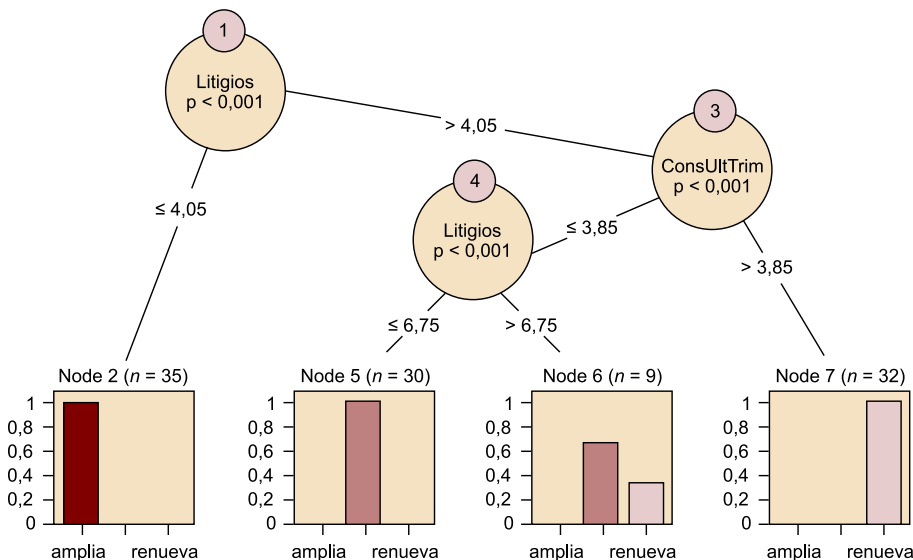 1
Litigios
p < 0,001
> 4,05
3
ConsUltTrim
p < 0,001
4
Litigios
p < 0,001
≤ 4,05
≤ 3,85
> 3,85
≤ 6,75
> 6,75
Node 2 (n = 35)
1
0,8
0,6
0,4
0,2
0
amplia
renueva
Node 5 (n = 30)
1
0,8
0,6
0,4
0,2
0
amplia
renueva
Node 6 (n = 9)
1
0,8
0,6
0,4
0,2
0
amplia
renueva
Node 7 (n = 32)
1
0,8
0,6
0,4
0,2
0
amplia
renueva